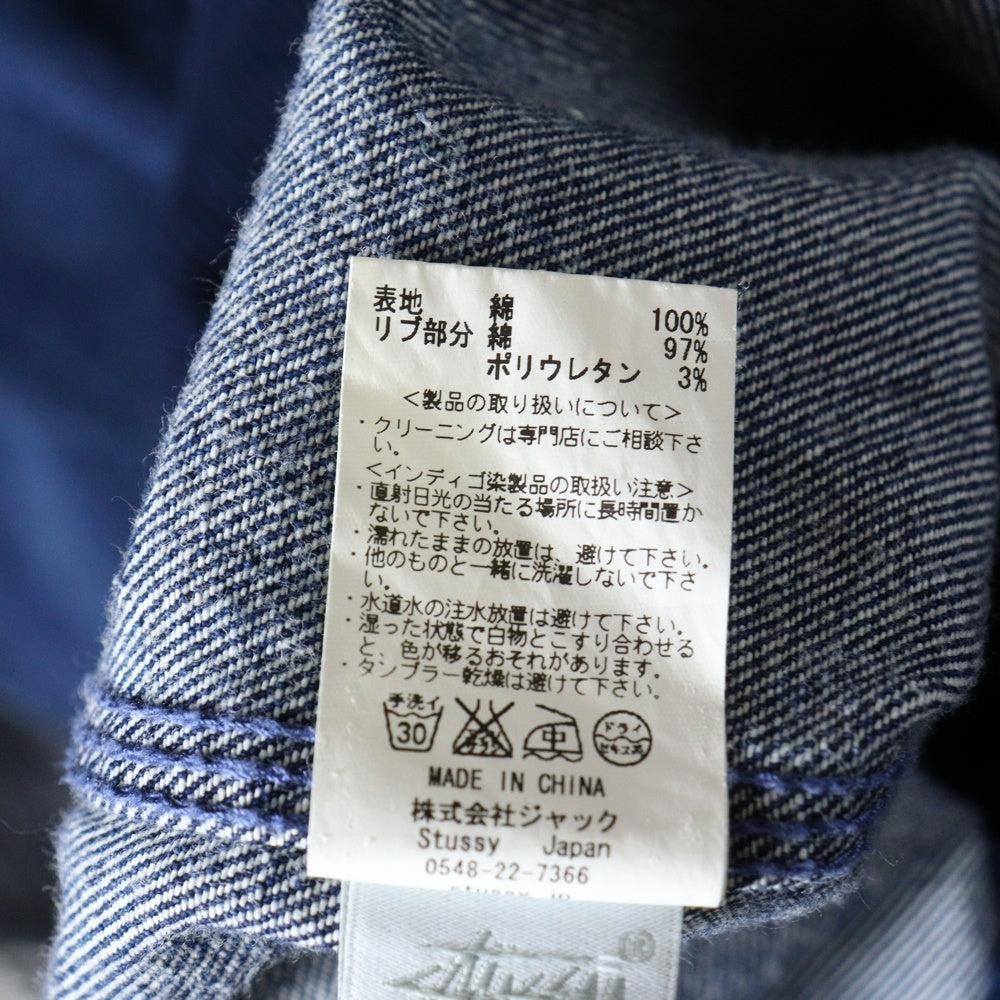 表地 綿 100%
リブ部分 綿 97%
ポリウレタン 3%
<製品の取り扱いについて>
・クリーニングは専門店にご相談下さ
い。
<インディゴ染製品の取扱い注意>
・直射日光の当たる場所に長時間置か
ないで下さい。
・濡れたままの放置は、避けて下さい。
・他のものと一緒に洗濯しないで下さ
い。
・水道水の注水放置は避けて下さい。
・湿った状態で白物とこすり合わせる
と、色が移るおそれがあります。
・タンブラー乾燥は避けて下さい。
手洗イ
30 中 ドライ
セキユ系
MADE IN CHINA
株式会社ジャック
Stussy Japan
0548-22-7366
stussy.jp
Stüssy ®